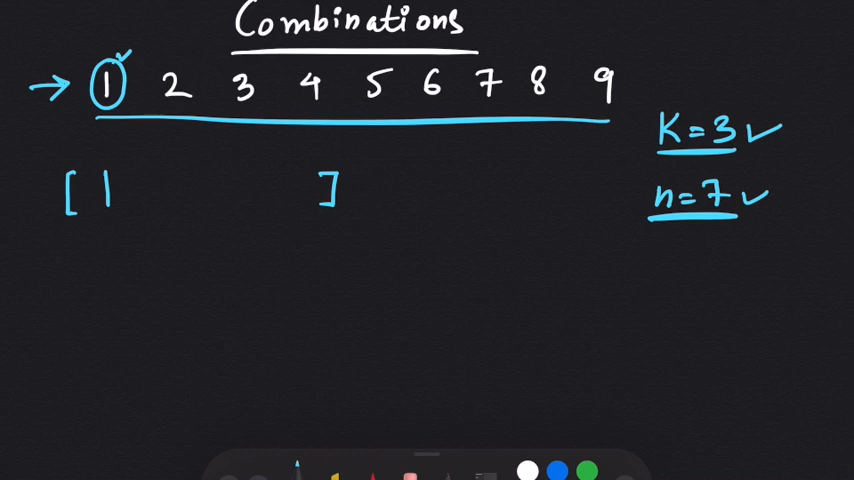 Combinations
→ 1 2 3 4 5 6 7 8 9
K = 3 ✓
[ 1 ]
n = 7 ✓